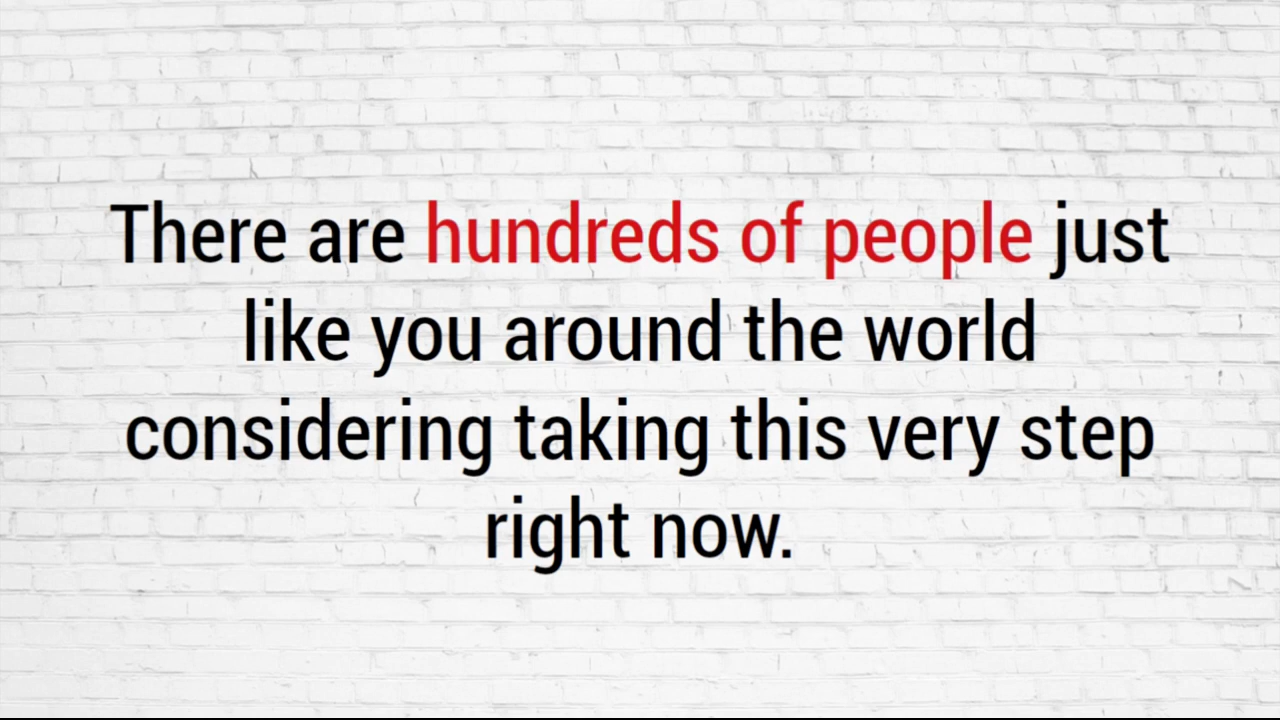 There are hundreds of people just
like you around the world
considering taking this very step
right now.